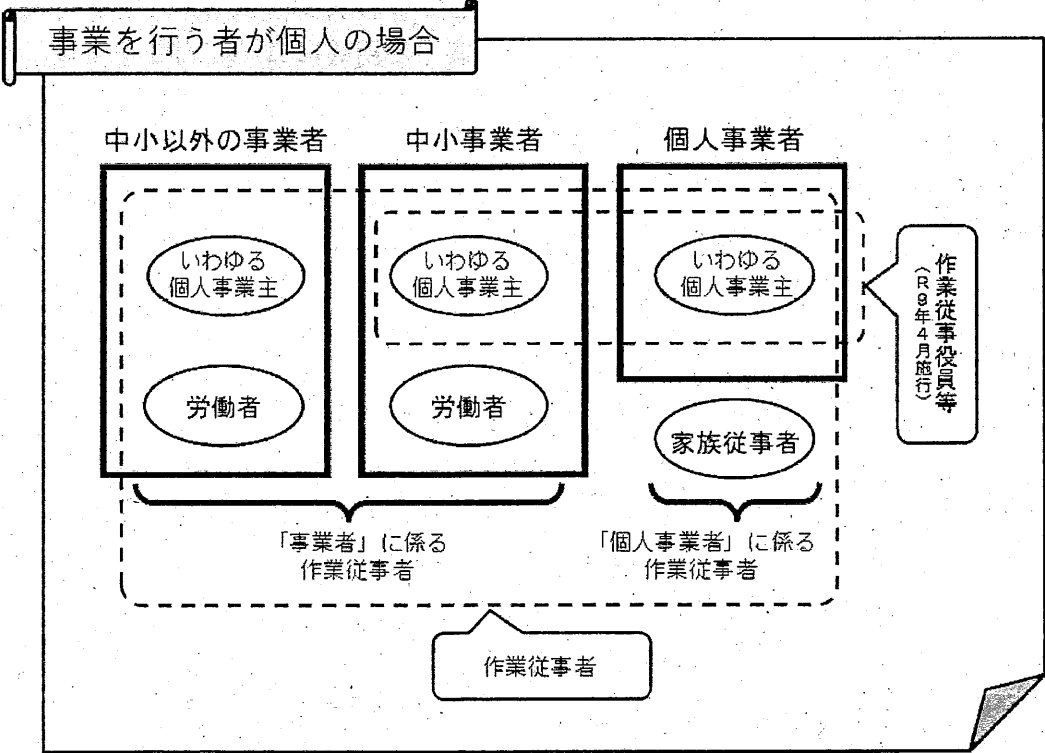 事業を行う者が個人の場合
中小以外の事業者
中小事業者
個人事業者
いわゆる
個人事業主
いわゆる
個人事業主
いわゆる
個人事業主
作業従事役員等
（R9年4月施行）
労働者
労働者
家族従事者
「事業者」に係る
作業従事者
「個人事業者」に係る
作業従事者
作業従事者